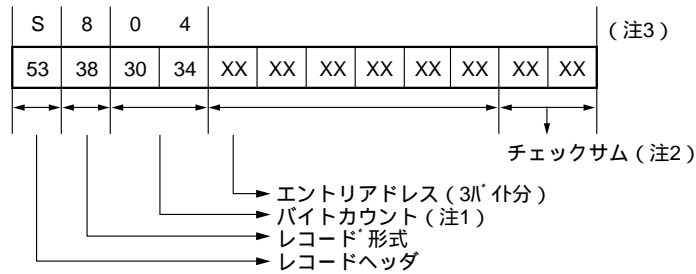 S 8 0 4 （注3）
53 38 30 34 XX XX XX XX XX XX XX XX
チェックサム（注2）
エントリアドレス（3ﾊﾞｲﾄ分）
バイトカウント（注1）
レコード゛形式
レコードヘッダ